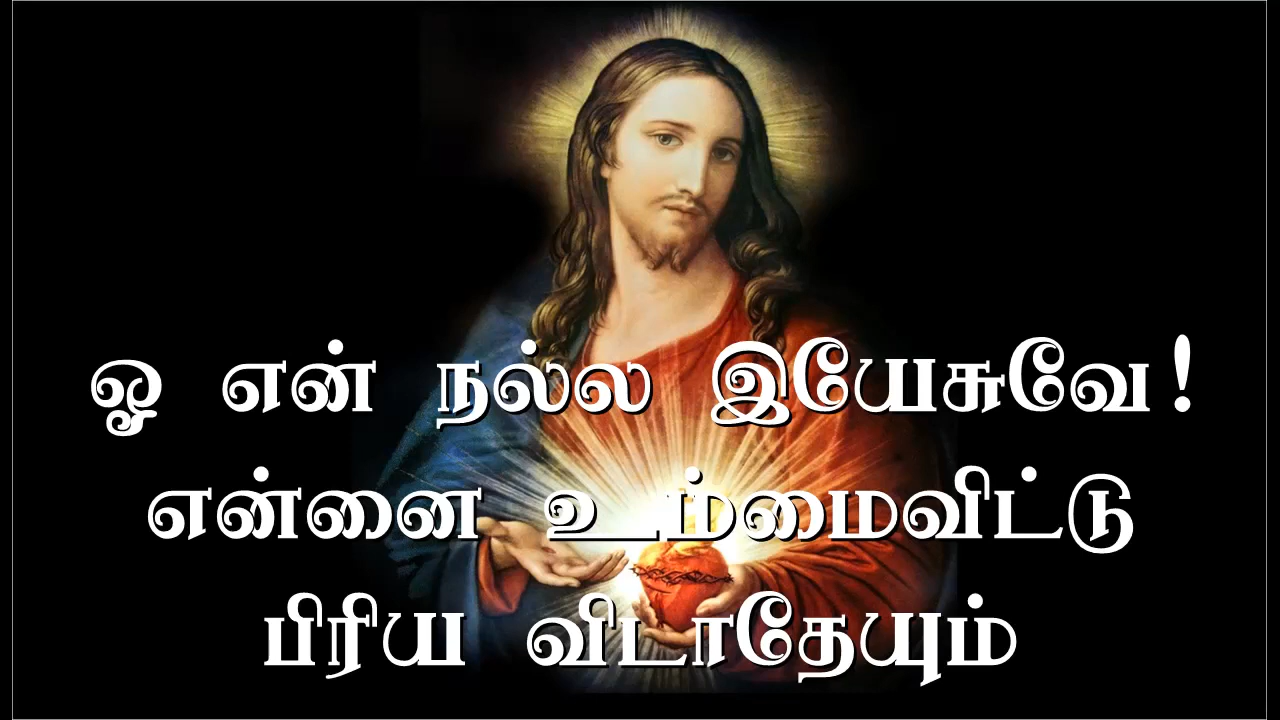 ஓ என் நல்ல இயேசுவே!
என்னை உம்மைவிட்டு
பிரிய விடாதேயும்